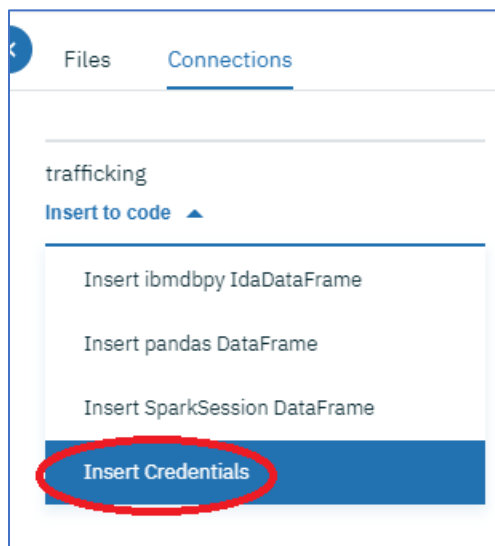 Files Connections
trafficking
Insert to code
Insert ibmdbpy IdaDataFrame
Insert pandas DataFrame
Insert SparkSession DataFrame
Insert Credentials